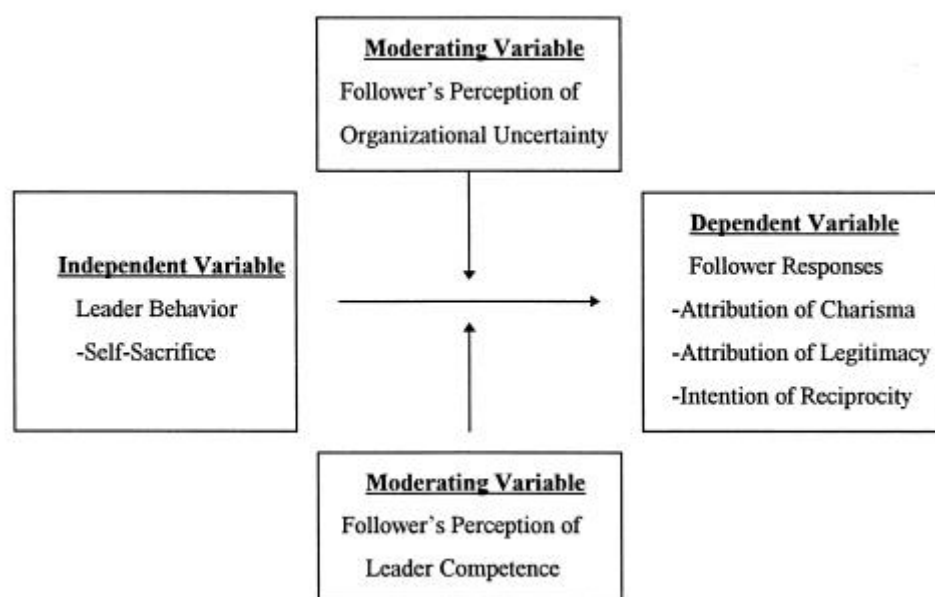 Moderating Variable
Follower's Perception of
Organizational Uncertainty
Independent Variable
Leader Behavior
-Self-Sacrifice
Dependent Variable
Follower Responses
-Attribution of Charisma
-Attribution of Legitimacy
-Intention of Reciprocity
Moderating Variable
Follower's Perception of
Leader Competence